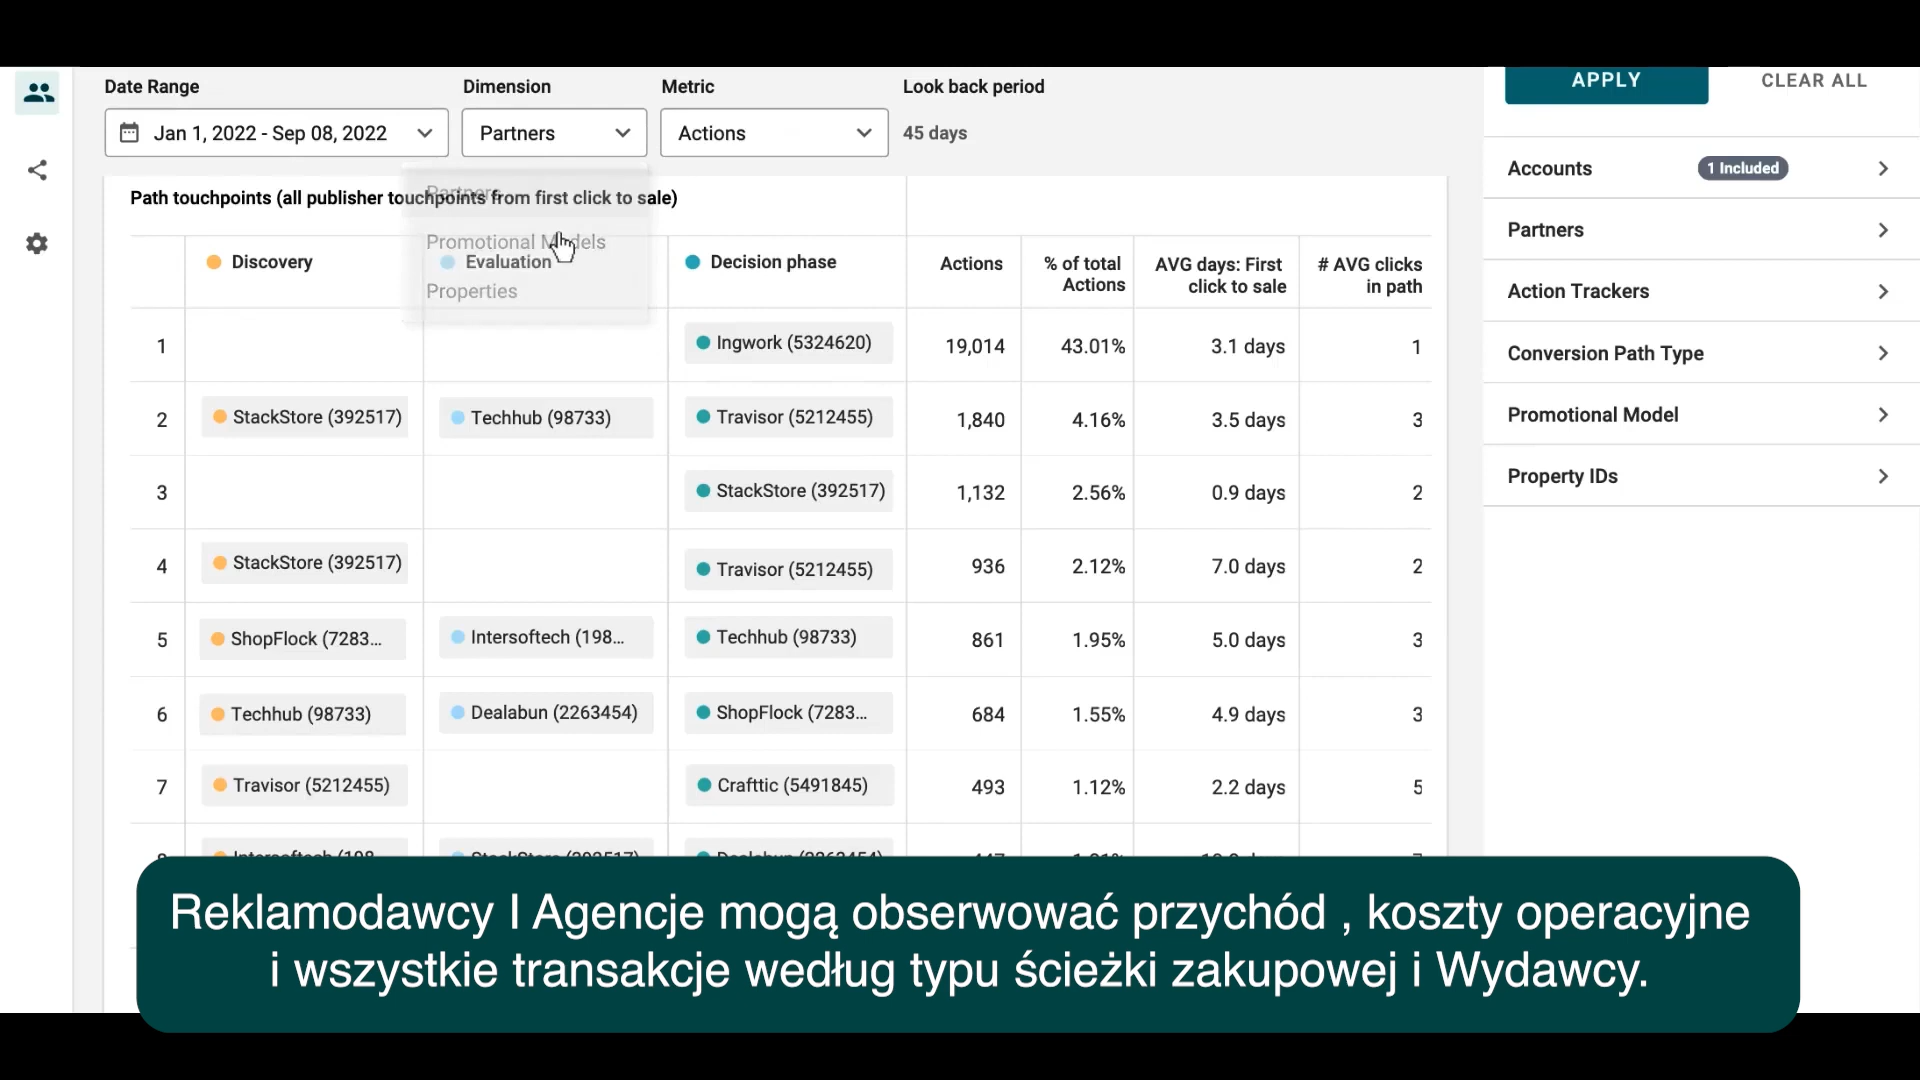 Date Range
Dimension
Metric
Look back period
APPLY
CLEAR ALL
Jan 1, 2022 - Sep 08, 2022
Partners
Actions
45 days
Accounts
1 Included
Partners
Action Trackers
Conversion Path Type
Promotional Model
Property IDs
Partners
Promotional Models
Properties
Path touchpoints (all publisher touchpoints from first click to sale)
Discovery
Evaluation
Decision phase
Actions
% of total
Actions
AVG days: First
click to sale
# AVG clicks
in path
1 Ingwork (5324620) 19,014 43.01% 3.1 days 1
2 StackStore (392517) Techhub (98733) Travisor (5212455) 1,840 4.16% 3.5 days 3
3 StackStore (392517) 1,132 2.56% 0.9 days 2
4 StackStore (392517) Travisor (5212455) 936 2.12% 7.0 days 2
5 ShopFlock (7283... Intersoftech (198... Techhub (98733) 861 1.95% 5.0 days 3
6 Techhub (98733) Dealabun (2263454) ShopFlock (7283... 684 1.55% 4.9 days 3
7 Travisor (5212455) Crafttic (5491845) 493 1.12% 2.2 days 5
Reklamodawcy I Agencje mogą obserwować przychód , koszty operacyjne
i wszystkie transakcje według typu ścieżki zakupowej i Wydawcy.